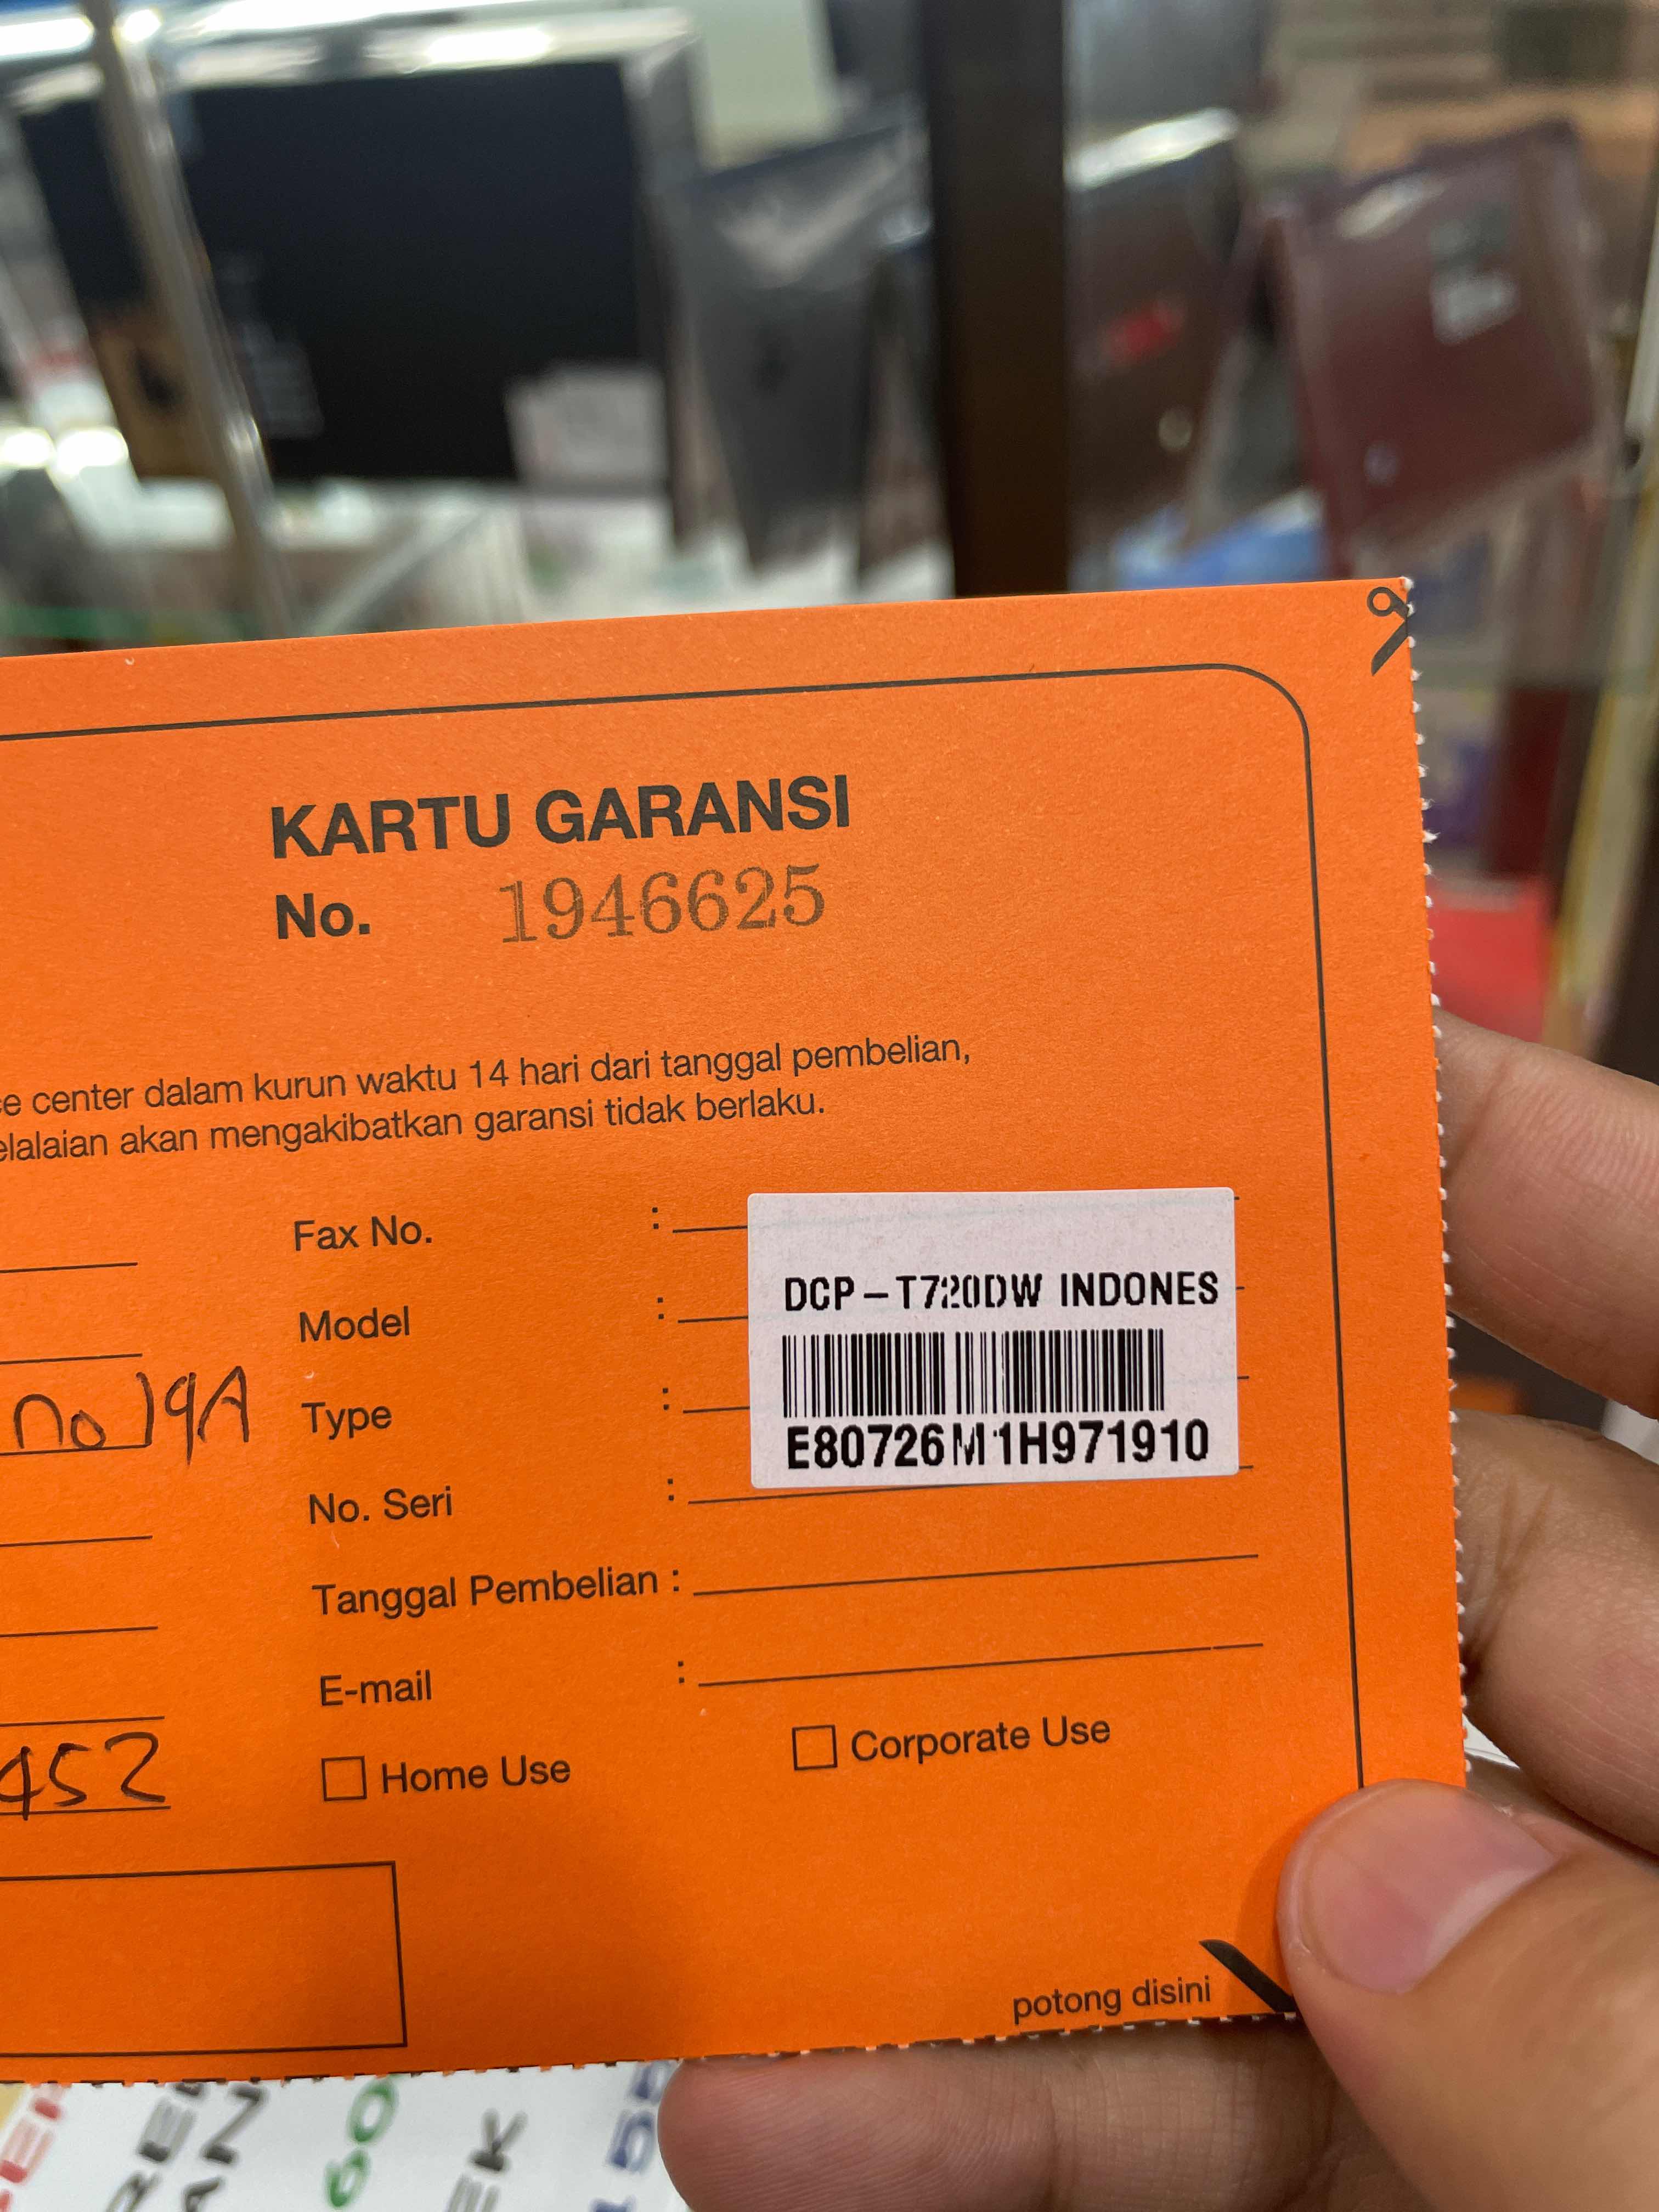 KARTU GARANSI
No. 1946625
center dalam kurun waktu 14 hari dari tanggal pembelian,
akan mengakibatkan garansi tidak berlaku.
Fax No. :
Model :
DCP-T720DW INDONES
no 19A
Type :
E80726M1H971910
No. Seri :
Tanggal Pembelian :
E-mail :
452
Home Use
Corporate Use
potong disini